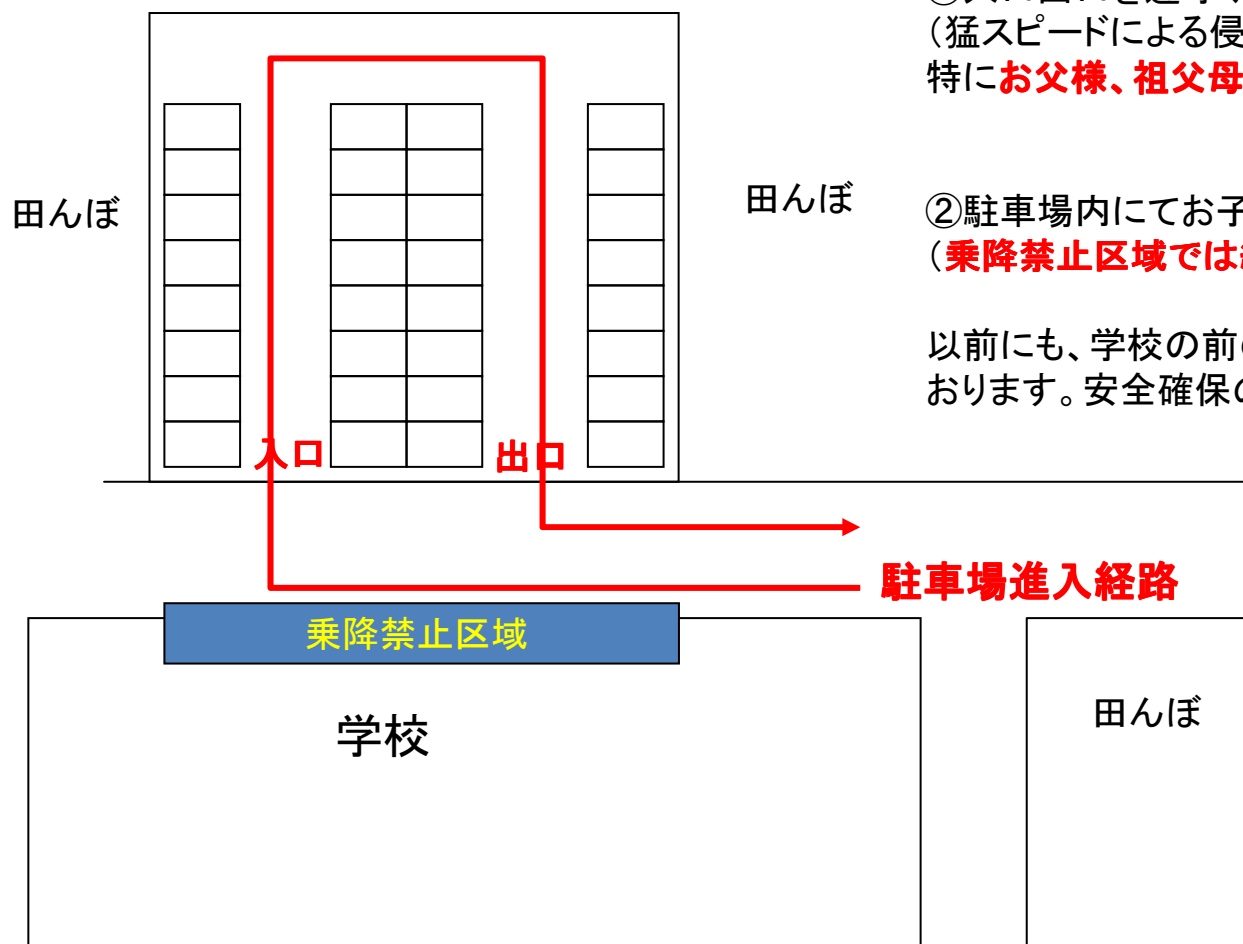 (猛スピードによる侵
特にお父様、祖父母
田んぼ
田んぼ
②駐車場内にてお子
(乗降禁止区域では
以前にも、学校の前
おります。安全確保の
入口
出口
駐車場進入経路
乗降禁止区域
学校
田んぼ